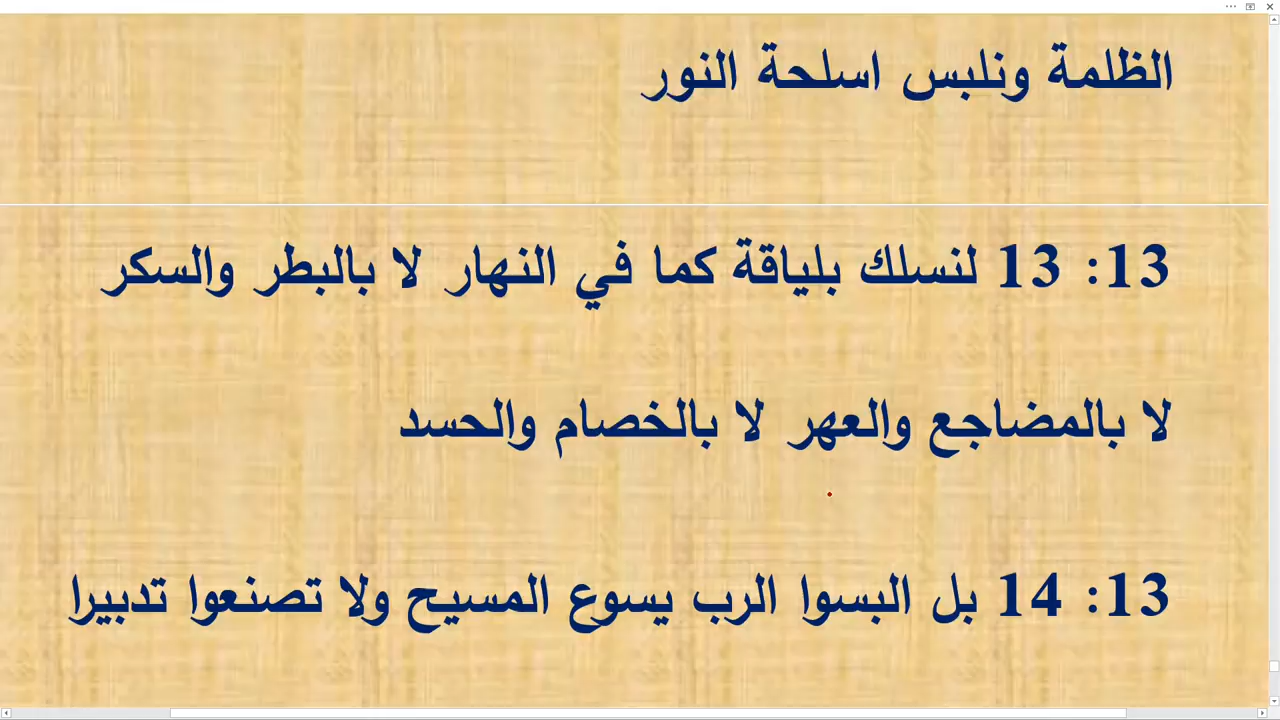 الظلمة ونلبس اسلحة النور
13: 13 لنسلك بلياقة كما في النهار لا بالبطر والسكر
لا بالمضاجع والعهر لا بالخصام والحسد
13: 14 بل البسوا الرب يسوع المسيح ولا تصنعوا تدبيرا